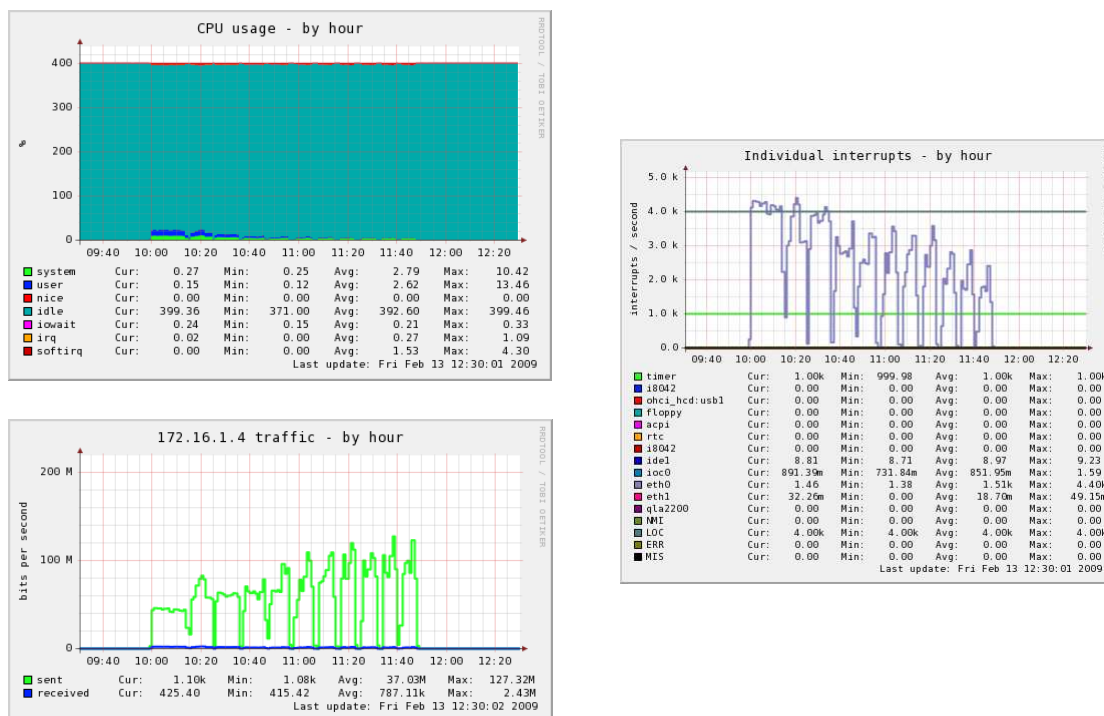 CPU usage - by hour
RRDTOOL / TOBI OETIKER
%
400
300
200
100
0
09:40 10:00 10:20 10:40 11:00 11:20 11:40 12:00 12:20
system Cur: 0.27 Min: 0.25 Avg: 2.79 Max: 10.42
user Cur: 0.15 Min: 0.12 Avg: 2.62 Max: 13.46
nice Cur: 0.00 Min: 0.00 Avg: 0.00 Max: 0.00
idle Cur: 399.36 Min: 371.00 Avg: 392.60 Max: 399.46
iowait Cur: 0.24 Min: 0.15 Avg: 0.21 Max: 0.33
irq Cur: 0.02 Min: 0.00 Avg: 0.27 Max: 1.09
softirq Cur: 0.00 Min: 0.00 Avg: 1.53 Max: 4.30
Last update: Fri Feb 13 12:30:01 2009
172.16.1.4 traffic - by hour
RRDTOOL / TOBI OETIKER
bits per second
200 M
100 M
0
09:40 10:00 10:20 10:40 11:00 11:20 11:40 12:00 12:20
sent Cur: 1.10k Min: 1.08k Avg: 37.03M Max: 127.32M
received Cur: 425.40 Min: 415.42 Avg: 787.11k Max: 2.43M
Last update: Fri Feb 13 12:30:02 2009
Individual interrupts - by hour
interrupts / second
5.0 k
4.0 k
3.0 k
2.0 k
1.0 k
0.0
09:40 10:00 10:20 10:40 11:00 11:20 11:40 12:00 12:20
timer Cur: 1.00k Min: 999.98 Avg: 1.00k Max: 1.00k
i8042 Cur: 0.00 Min: 0.00 Avg: 0.00 Max: 0.00
ohci_hcd:usb1 Cur: 0.00 Min: 0.00 Avg: 0.00 Max: 0.00
floppy Cur: 0.00 Min: 0.00 Avg: 0.00 Max: 0.00
acpi Cur: 0.00 Min: 0.00 Avg: 0.00 Max: 0.00
rtc Cur: 0.00 Min: 0.00 Avg: 0.00 Max: 0.00
i8042 Cur: 0.00 Min: 0.00 Avg: 0.00 Max: 0.00
ide1 Cur: 8.81 Min: 8.71 Avg: 8.97 Max: 9.23
ioc0 Cur: 891.39m Min: 731.84m Avg: 851.95m Max: 1.59
eth0 Cur: 1.46 Min: 1.38 Avg: 1.51k Max: 4.40k
eth1 Cur: 32.26m Min: 0.00 Avg: 18.70m Max: 49.15m
qla2200 Cur: 0.00 Min: 0.00 Avg: 0.00 Max: 0.00
NMI Cur: 0.00 Min: 0.00 Avg: 0.00 Max: 0.00
LOC Cur: 4.00k Min: 4.00k Avg: 4.00k Max: 4.00k
ERR Cur: 0.00 Min: 0.00 Avg: 0.00 Max: 0.00
MIS Cur: 0.00 Min: 0.00 Avg: 0.00 Max: 0.00
Last update: Fri Feb 13 12:30:01 2009